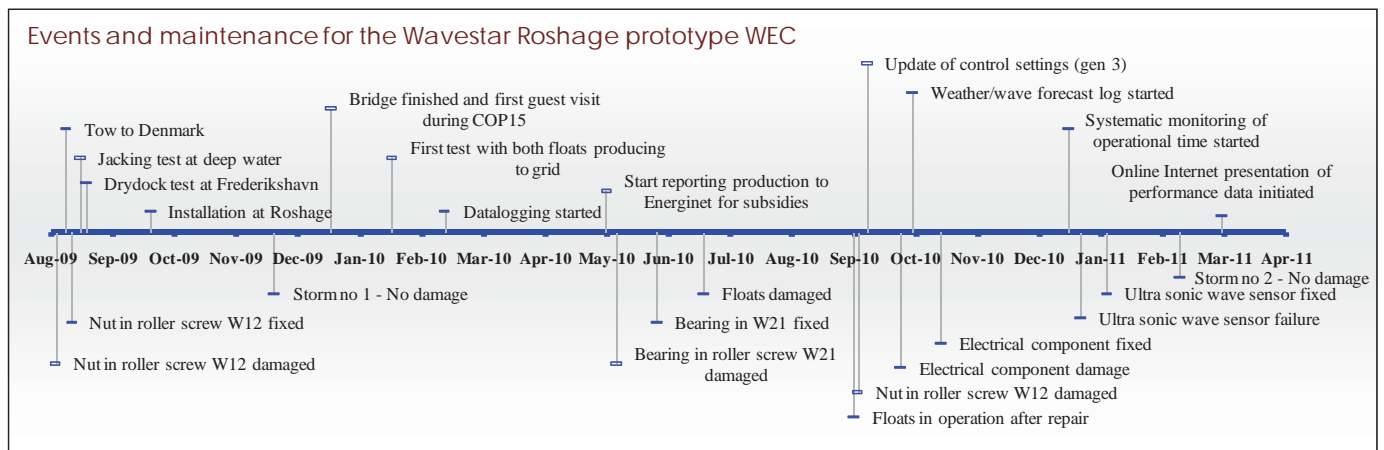 Events and maintenance for the Wavestar Roshage prototype WEC
Update of control settings (gen 3)
Weather/wave forecast log started
Bridge finished and first guest visit
during COP15
Systematic monitoring of
operational time started
Tow to Denmark
First test with both floats producing
to grid
Jacking test at deep water
Online Internet presentation of
performance data initiated
Drydock test at Frederikshavn
Start reporting production to
Energinet for subsidies
Installation at Roshage
Datalogging started
Aug-09 Sep-09 Oct-09 Nov-09 Dec-09 Jan-10 Feb-10 Mar-10 Apr-10 May-10 Jun-10 Jul-10 Aug-10 Sep-10 Oct-10 Nov-10 Dec-10 Jan-11 Feb-11 Mar-11 Apr-11
Storm no 2 - No damage
Storm no 1 - No damage
Floats damaged
Ultra sonic wave sensor fixed
Nut in roller screw W12 fixed
Bearing in W21 fixed
Ultra sonic wave sensor failure
Electrical component fixed
Nut in roller screw W12 damaged
Bearing in roller screw W21
damaged
Electrical component damage
Nut in roller screw W12 damaged
Floats in operation after repair